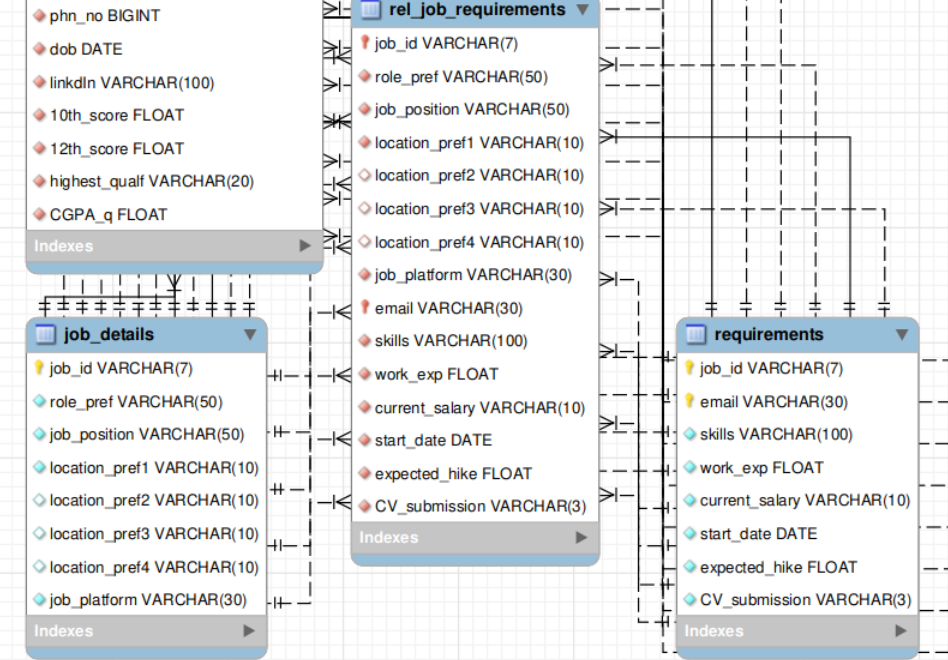 phn_no BIGINT
dob DATE
linkdIn VARCHAR(100)
10th_score FLOAT
12th_score FLOAT
highest_qualf VARCHAR(20)
CGPA_q FLOAT
Indexes
rel_job_requirements
job_id VARCHAR(7)
role_pref VARCHAR(50)
job_position VARCHAR(50)
location_pref1 VARCHAR(10)
location_pref2 VARCHAR(10)
location_pref3 VARCHAR(10)
location_pref4 VARCHAR(10)
job_platform VARCHAR(30)
email VARCHAR(30)
skills VARCHAR(100)
work_exp FLOAT
current_salary VARCHAR(10)
start_date DATE
expected_hike FLOAT
CV_submission VARCHAR(3)
Indexes
job_details
job_id VARCHAR(7)
role_pref VARCHAR(50)
job_position VARCHAR(50)
location_pref1 VARCHAR(10)
location_pref2 VARCHAR(10)
location_pref3 VARCHAR(10)
location_pref4 VARCHAR(10)
job_platform VARCHAR(30)
Indexes
requirements
job_id VARCHAR(7)
email VARCHAR(30)
skills VARCHAR(100)
work_exp FLOAT
current_salary VARCHAR(10)
start_date DATE
expected_hike FLOAT
CV_submission VARCHAR(3)
Indexes